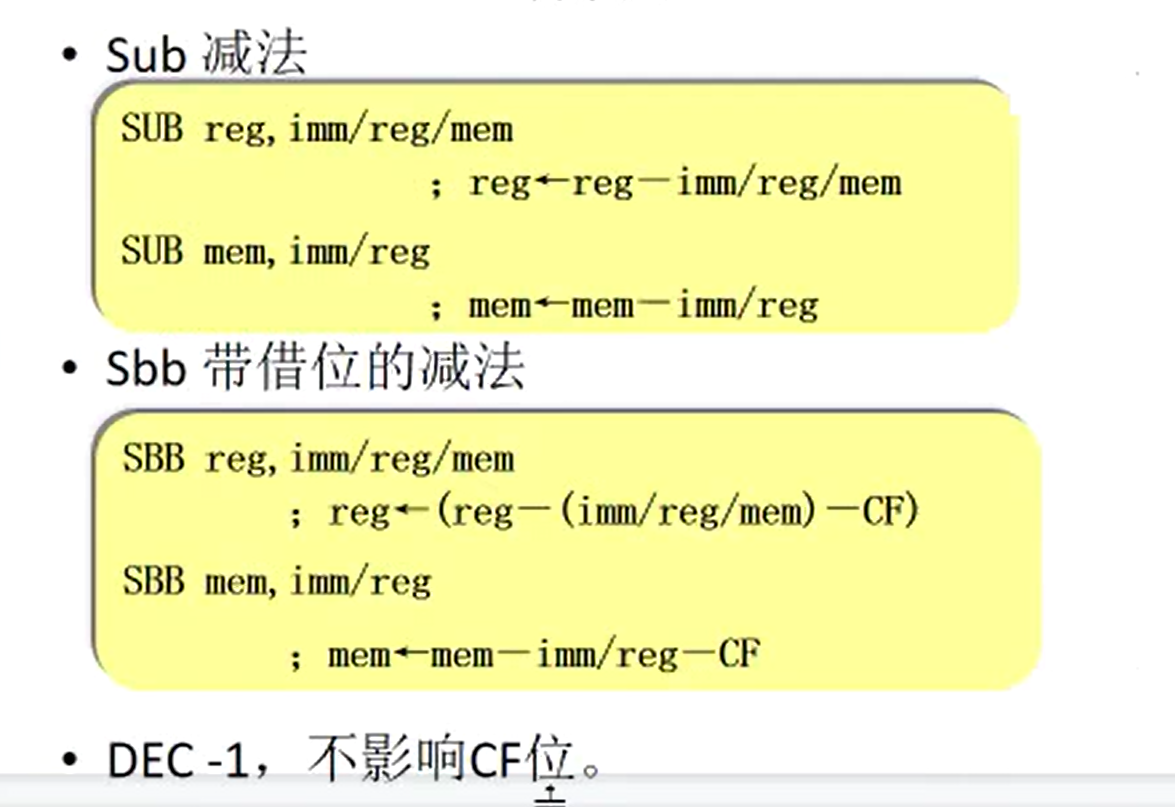 • Sub 减法
SUB reg,imm/reg/mem
; reg←reg－imm/reg/mem
SUB mem,imm/reg
; mem←mem－imm/reg
• Sbb 带借位的减法
SBB reg,imm/reg/mem
; reg←(reg－(imm/reg/mem)－CF)
SBB mem,imm/reg
; mem←mem－imm/reg－CF
• DEC -1，不影响CF位。